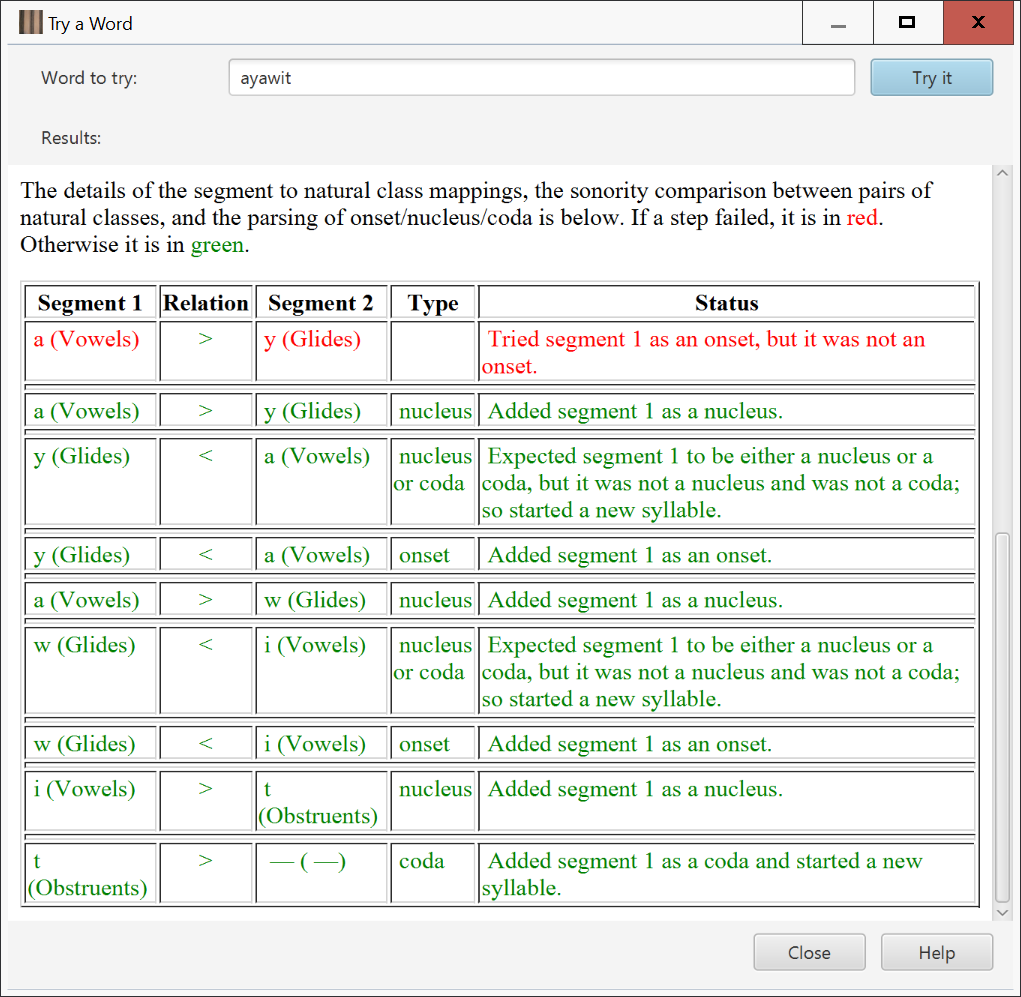 Try a Word
Word to try:
ayawit
Try it
Results:
The details of the segment to natural class mappings, the sonority comparison between pairs of
natural classes, and the parsing of onset/nucleus/coda is below. If a step failed, it is in red.
Otherwise it is in green.
Segment 1 Relation Segment 2 Type Status
a (Vowels) > y (Glides) Tried segment 1 as an onset, but it was not an
onset.
a (Vowels) > y (Glides) nucleus Added segment 1 as a nucleus.
y (Glides) < a (Vowels) nucleus Expected segment 1 to be either a nucleus or a
or coda coda, but it was not a nucleus and was not a coda;
so started a new syllable.
y (Glides) < a (Vowels) onset Added segment 1 as an onset.
a (Vowels) > w (Glides) nucleus Added segment 1 as a nucleus.
w (Glides) < i (Vowels) nucleus Expected segment 1 to be either a nucleus or a
or coda coda, but it was not a nucleus and was not a coda;
so started a new syllable.
w (Glides) < i (Vowels) onset Added segment 1 as an onset.
i (Vowels) > t nucleus Added segment 1 as a nucleus.
(Obstruents)
t > — ( —) coda Added segment 1 as a coda and started a new
(Obstruents) syllable.
Close
Help